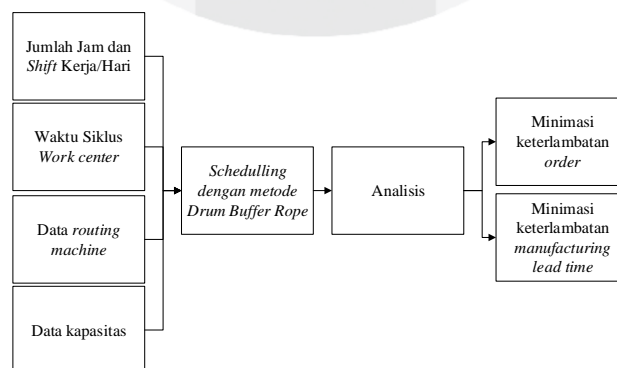 Jumlah Jam dan
Shift Kerja/Hari
Waktu Siklus
Work center
Data routing
machine
Data kapasitas
Schedulling
dengan metode
Drum Buffer Rope
Analisis
Minimasi
keterlambatan
order
Minimasi
keterlambatan
manufacturing
lead time